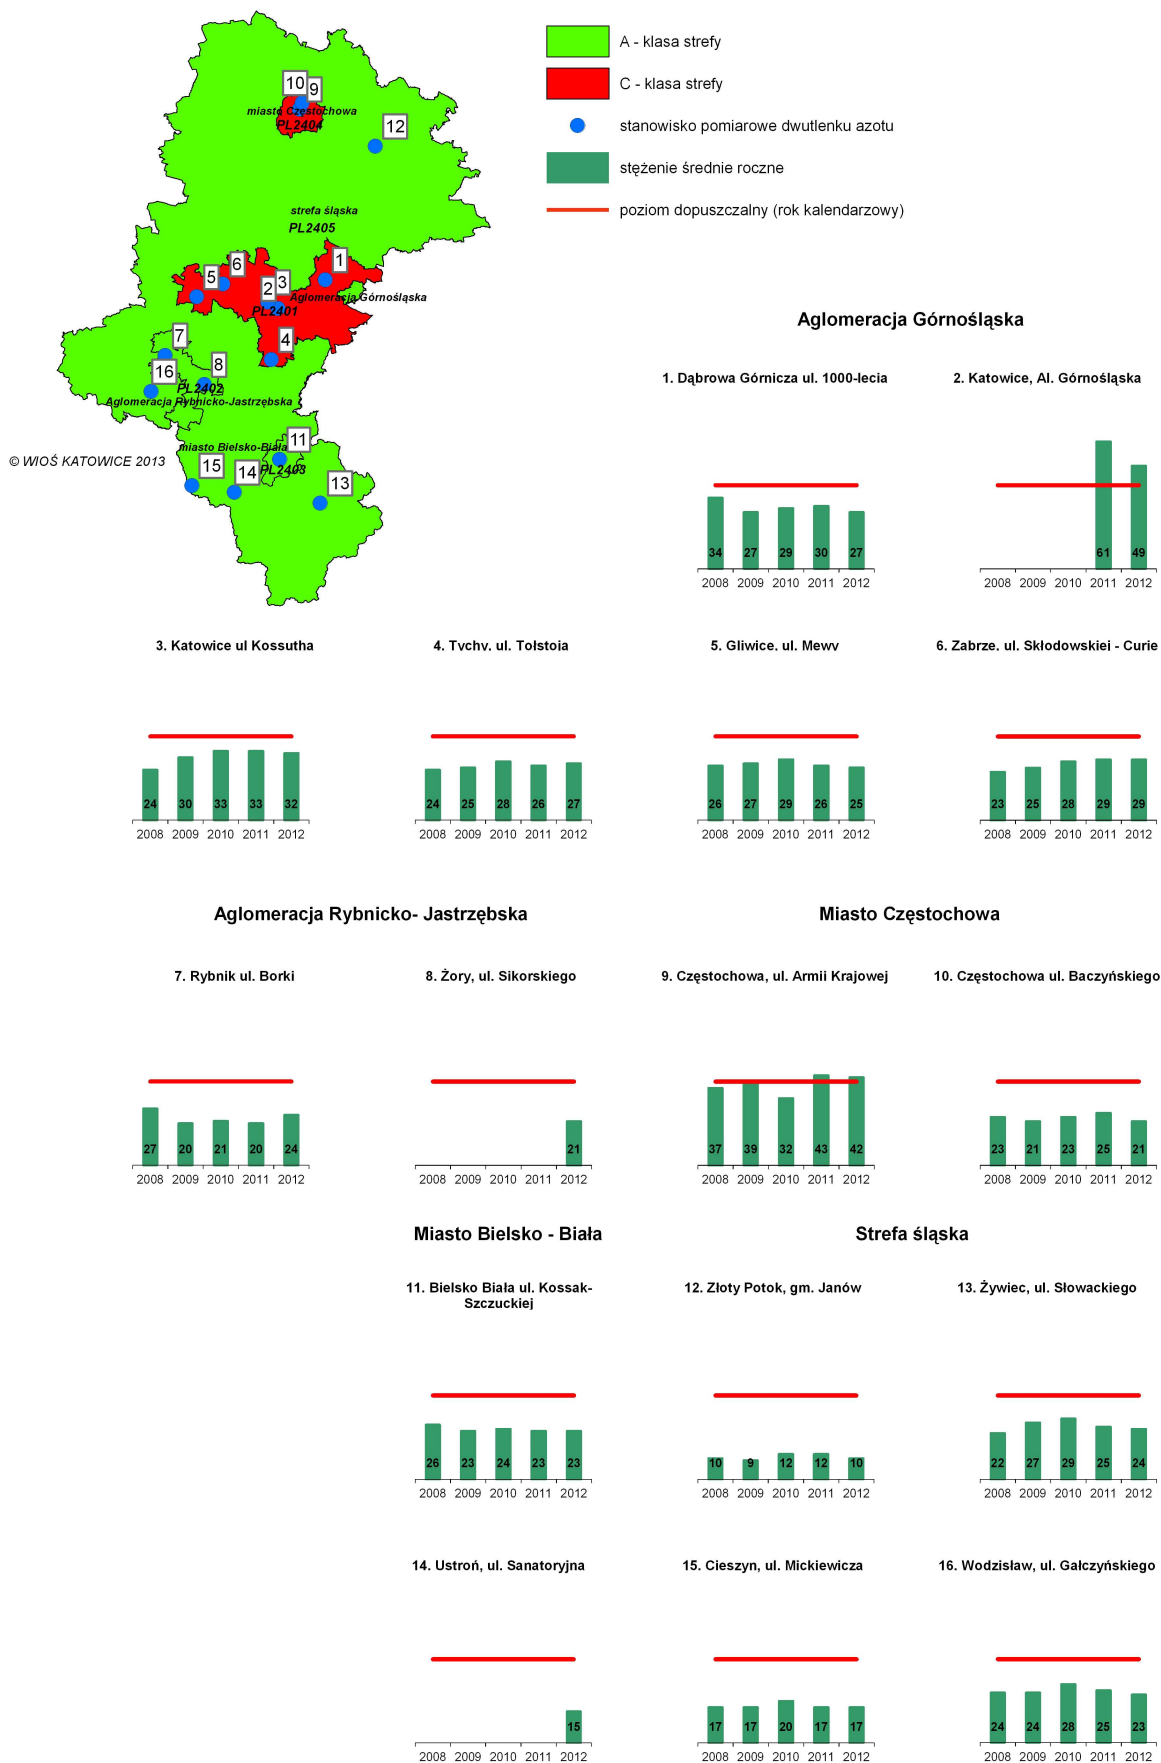 A - klasa strefy
C - klasa strefy
stanowisko pomiarowe dwutlenku azotu
stężenie średnie roczne
poziom dopuszczalny (rok kalendarzowy)
10
9
miasto Częstochowa
PL2404
12
strefa śląska
PL2405
1
6
5
3
2
Aglomeracja Górnośląska
PL2401
4
7
8
16
PL2402
Aglomeracja Rybnicko-Jastrzębska
11
miasto Bielsko-Biała
PL2403
15
14
13
© WIOŚ KATOWICE 2013
Aglomeracja Górnośląska
1. Dąbrowa Górnicza ul. 1000-lecia
34 27 29 30 27
2008 2009 2010 2011 2012
2. Katowice, Al. Górnośląska
61 49
2008 2009 2010 2011 2012
3. Katowice ul Kossutha
24 30 33 33 32
2008 2009 2010 2011 2012
4. Tychy, ul. Tołstoja
24 25 28 26 27
2008 2009 2010 2011 2012
5. Gliwice, ul. Mewy
26 27 29 26 25
2008 2009 2010 2011 2012
6. Zabrze, ul. Skłodowskiej - Curie
23 25 28 29 29
2008 2009 2010 2011 2012
Aglomeracja Rybnicko- Jastrzębska
7. Rybnik ul. Borki
27 20 21 20 24
2008 2009 2010 2011 2012
8. Żory, ul. Sikorskiego
21
2008 2009 2010 2011 2012
Miasto Częstochowa
9. Częstochowa, ul. Armii Krajowej
37 39 32 43 42
2008 2009 2010 2011 2012
10. Częstochowa ul. Baczyńskiego
23 21 23 25 21
2008 2009 2010 2011 2012
Miasto Bielsko - Biała
11. Bielsko Biała ul. Kossak-
Szczuckiej
26 23 24 23 23
2008 2009 2010 2011 2012
Strefa śląska
12. Złoty Potok, gm. Janów
10 9 12 12 10
2008 2009 2010 2011 2012
13. Żywiec, ul. Słowackiego
22 27 29 25 24
2008 2009 2010 2011 2012
14. Ustroń, ul. Sanatoryjna
15
2008 2009 2010 2011 2012
15. Cieszyn, ul. Mickiewicza
17 17 20 17 17
2008 2009 2010 2011 2012
16. Wodzisław, ul. Gałczyńskiego
24 24 28 25 23
2008 2009 2010 2011 2012